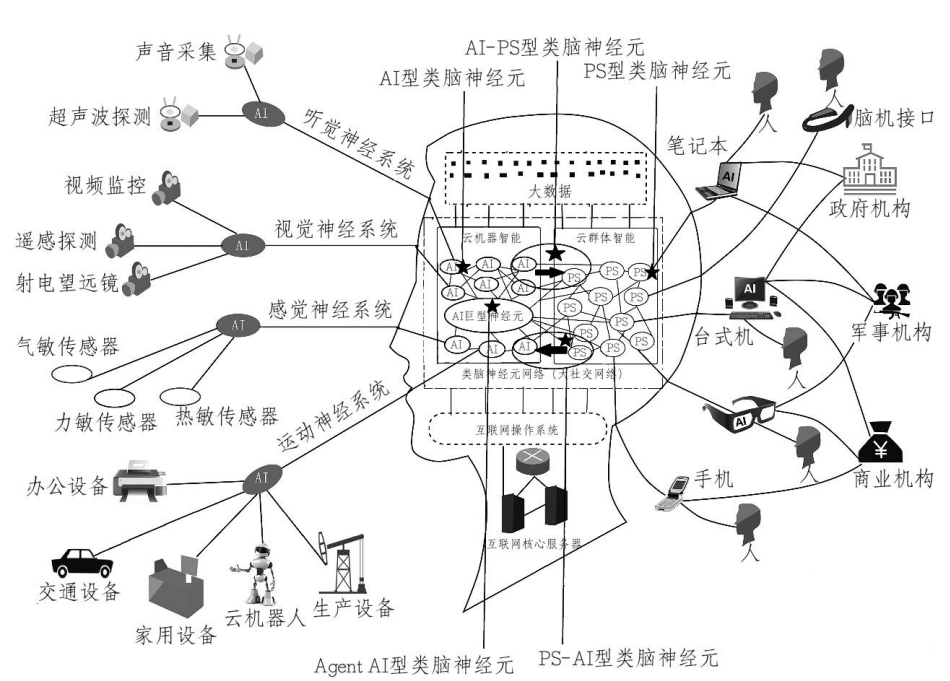 AI-PS型类脑神经元
AI型类脑神经元
PS型类脑神经元
声音采集
超声波探测
AI
听觉神经系统
视频监控
遥感探测
射电望远镜
AI
视觉神经系统
气敏传感器
力敏传感器
热敏传感器
AI
感觉神经系统
运动神经系统
办公设备
AI
交通设备
家用设备
云机器人
生产设备
大数据
云机器智能
云群体智能
AI
AI
AI
AI
AI
AI
PS
PS
PS
PS
PS
PS
AI巨型神经元
PS
PS
PS
AI
AI
AI
PS
PS
PS
类脑神经元网络（大社交网络）
互联网操作系统
互联网核心服务器
笔记本
AI
人
人
脑机接口
政府机构
AI
台式机
人
军事机构
AI
人
手机
人
¥
商业机构
Agent AI型类脑神经元
PS-AI型类脑神经元